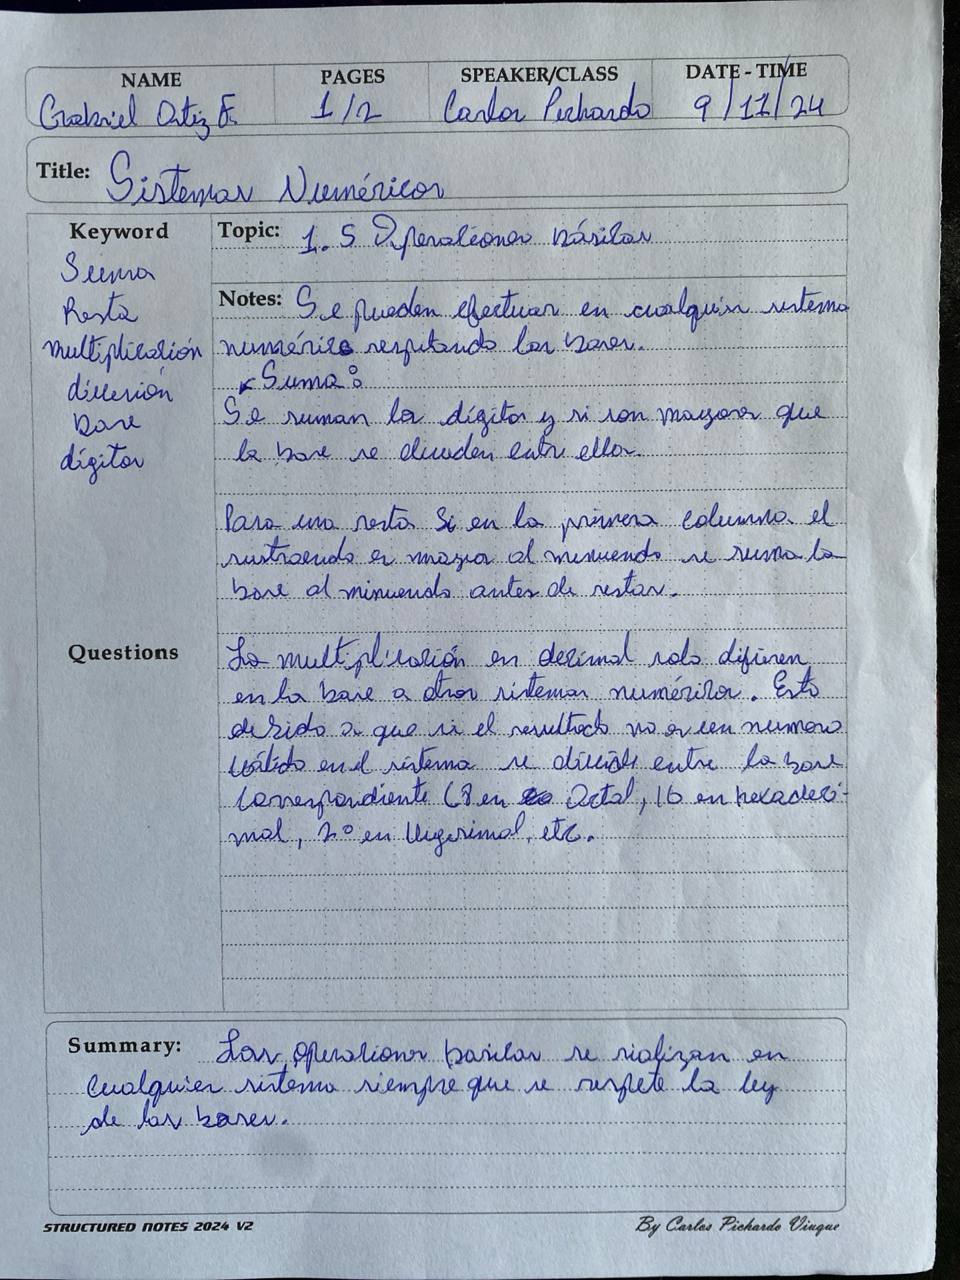 NAME PAGES SPEAKER/CLASS DATE - TIME
Gabriel Ortiz F. 1/2 Carlos Pichardo 9/11/24
Title: Sistemas Numéricos
Keyword
Suma
Resta
multiplicación
división
base
dígitos
Topic: 1.5 Operaciones básicas
Notes: Se pueden efectuar en cualquier sistema
numérico respetando las bases.
Suma:
Se suman los dígitos y si son mayores que
la base se dividen entre ellos.
Para una resta Si en la primera columna el
sustraendo es mayor al minuendo se suma la
base al minuendo antes de restar.
Questions
La multiplicación en decimal solo difieren
en la base a otros sistemas numéricos. Esto
debido a que si el resultado no es un numero
válido en el sistema se divide entre la base
correspondiente (8 en Octal, 16 en hexadeci-
mal, 20 en Vigesimal, etc.
Summary: Las operaciones basicas se realizan en
cualquier sistema siempre que se respete la ley
de las bases.
STRUCTURED NOTES 2024 V2
By Carlos Pichardo Viuque